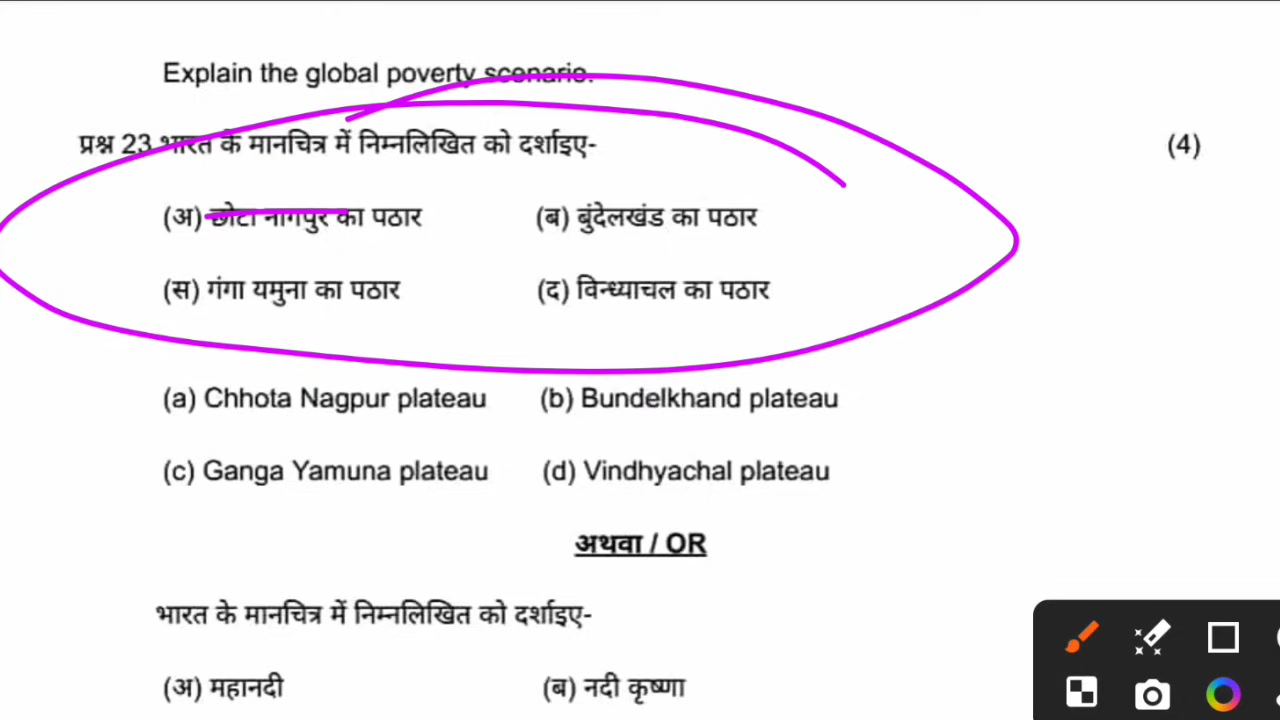 Explain the global poverty scenario.
प्रश्न 23 भारत के मानचित्र में निम्नलिखित को दर्शाइए- (4)
(अ) छोटा नागपुर का पठार (ब) बुंदेलखंड का पठार
(स) गंगा यमुना का पठार (द) विन्ध्याचल का पठार
(a) Chhota Nagpur plateau (b) Bundelkhand plateau
(c) Ganga Yamuna plateau (d) Vindhyachal plateau
अथवा / OR
भारत के मानचित्र में निम्नलिखित को दर्शाइए-
(अ) महानदी (ब) नदी कृष्णा